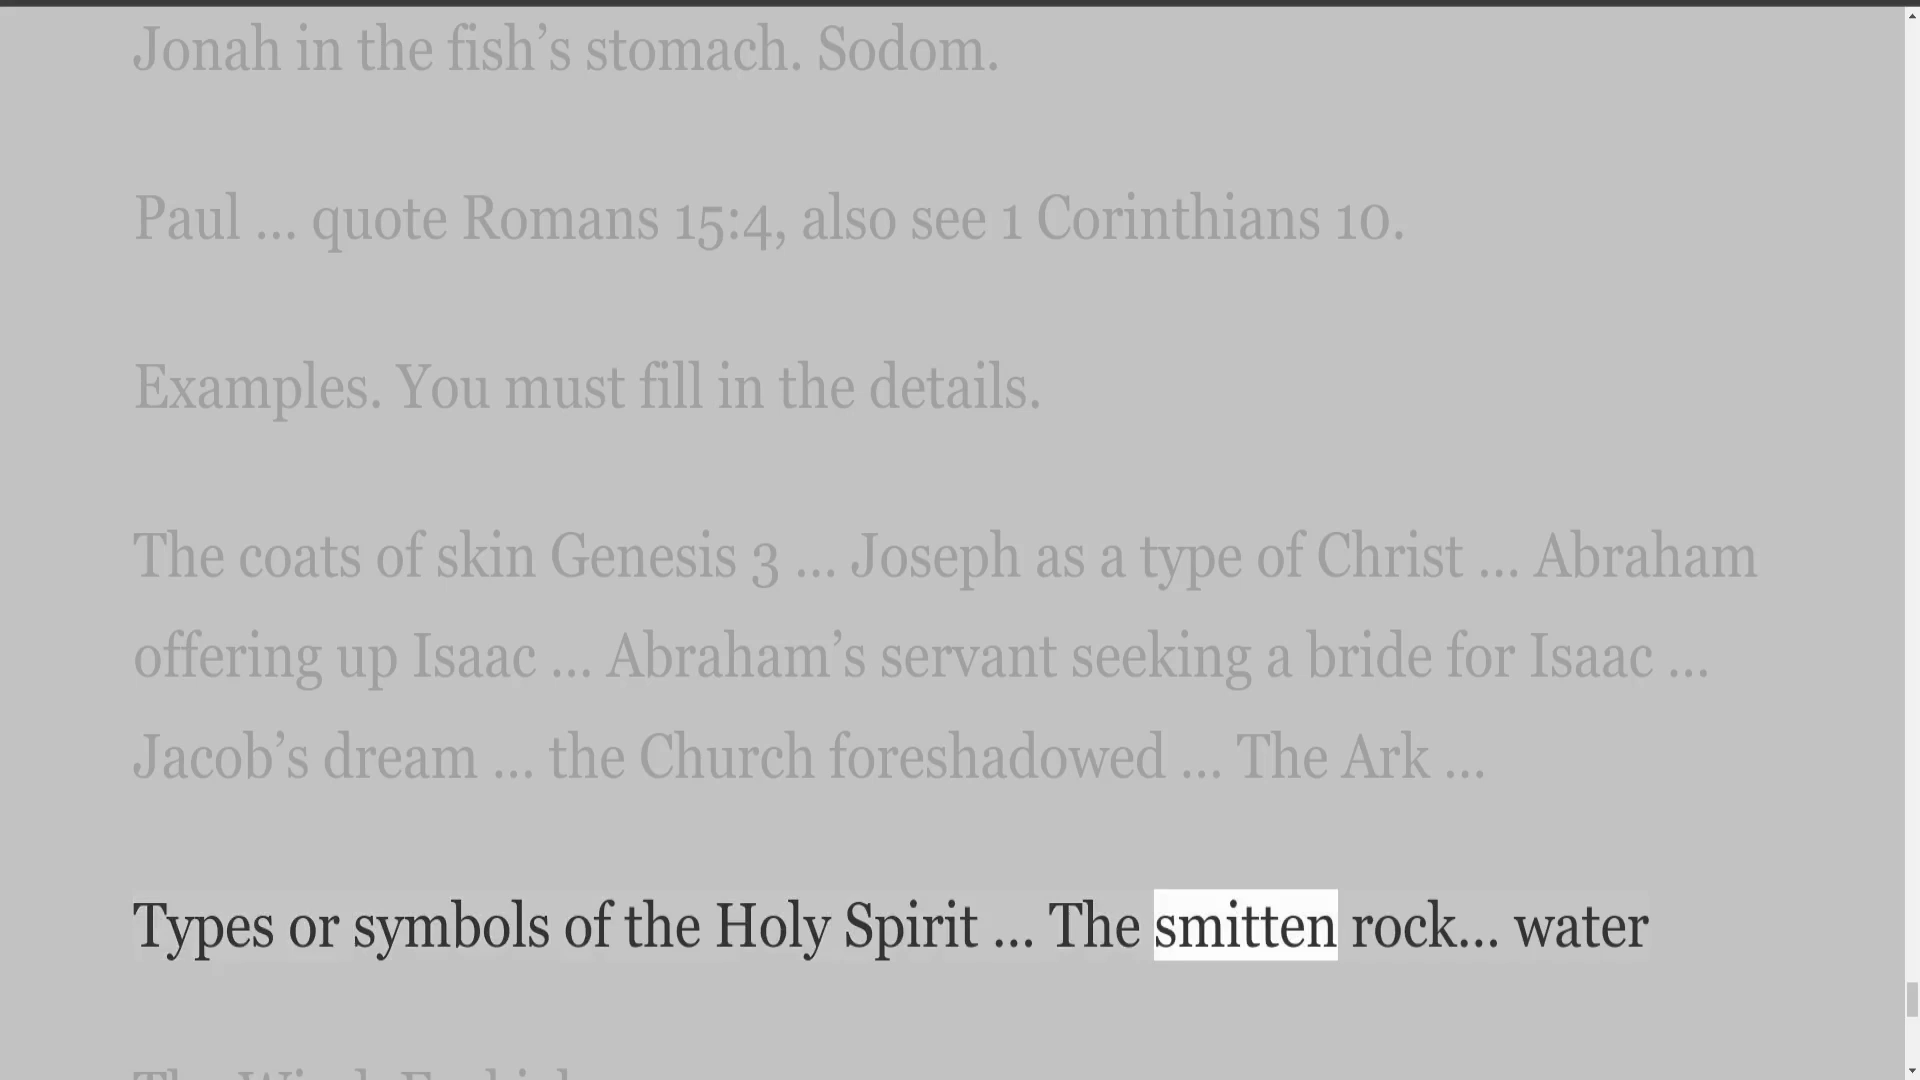 Jonah in the fish’s stomach. Sodom.
Paul ... quote Romans 15:4, also see 1 Corinthians 10.
Examples. You must fill in the details.
The coats of skin Genesis 3 ... Joseph as a type of Christ ... Abraham
offering up Isaac ... Abraham’s servant seeking a bride for Isaac ...
Jacob’s dream ... the Church foreshadowed ... The Ark ...
Types or symbols of the Holy Spirit ... The smitten rock... water